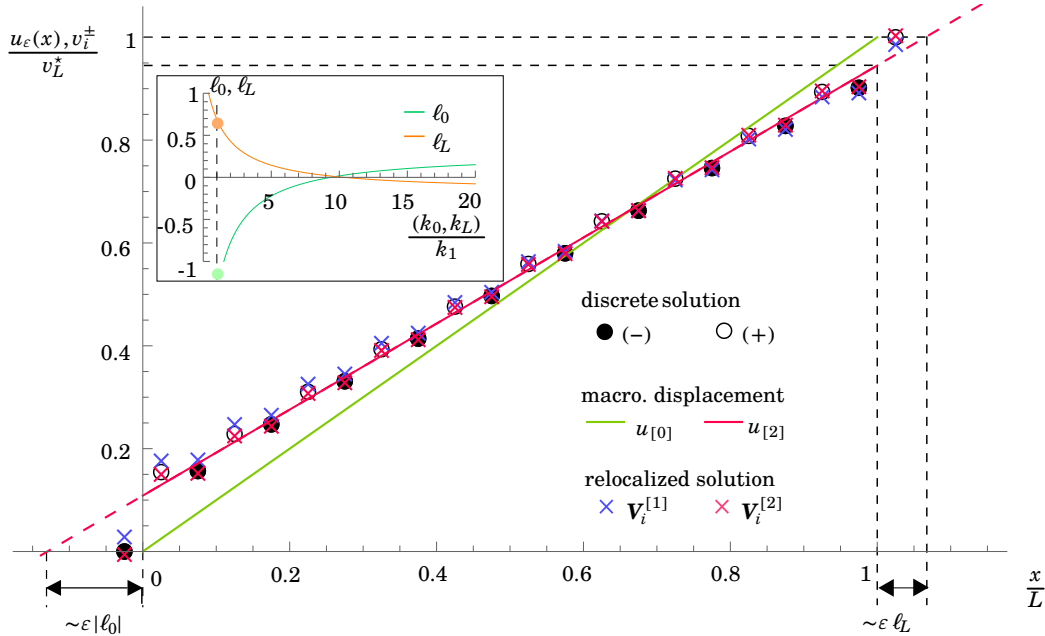 u_ε(x), v_i^±
v_L^⋆
1
0.8
0.6
0.4
0.2
ℓ_0, ℓ_L
1
0.5
0
-0.5
-1
5
10
15
20
(k_0, k_L)
k_1
ℓ_0
ℓ_L
discrete solution
(−)
(+)
macro. displacement
u_[0]
u_[2]
relocalized solution
V_i^[1]
V_i^[2]
0
0.2
0.4
0.6
0.8
1
x
L
~ε|ℓ_0|
~ε ℓ_L